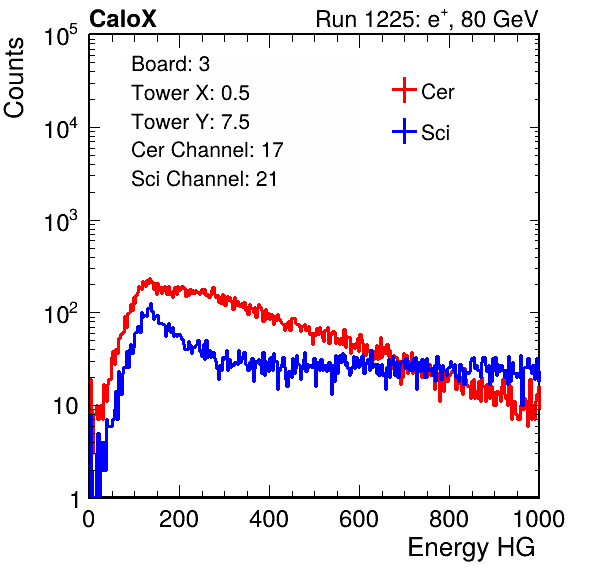 CaloX Run 1225: e⁺, 80 GeV
Counts
10⁵
10⁴
10³
10²
10
1
Board: 3
Tower X: 0.5
Tower Y: 7.5
Cer Channel: 17
Sci Channel: 21
Cer
Sci
0 200 400 600 800 1000
Energy HG